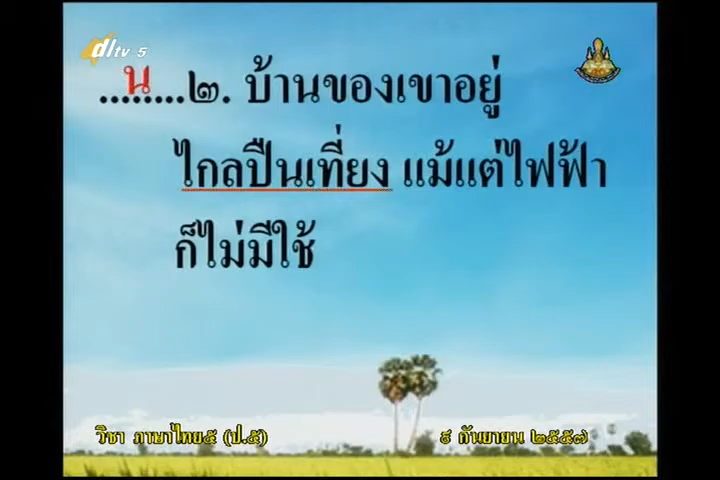 dltv 5
........น........๒. บ้านของเขาอยู่
ไกลปืนเที่ยง แม้แต่ไฟฟ้า
ก็ไม่มีใช้
วิชา ภาษาไทย๕ (ป.๕)
๙ กันยายน ๒๕๕๗